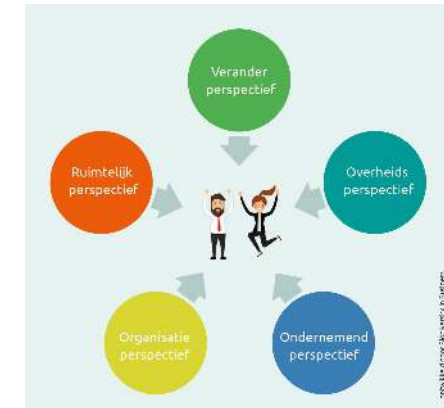 Verander
perspectief
Ruimtelijk
perspectief
Overheids
perspectief
Organisatie
perspectief
Ondernemend
perspectief